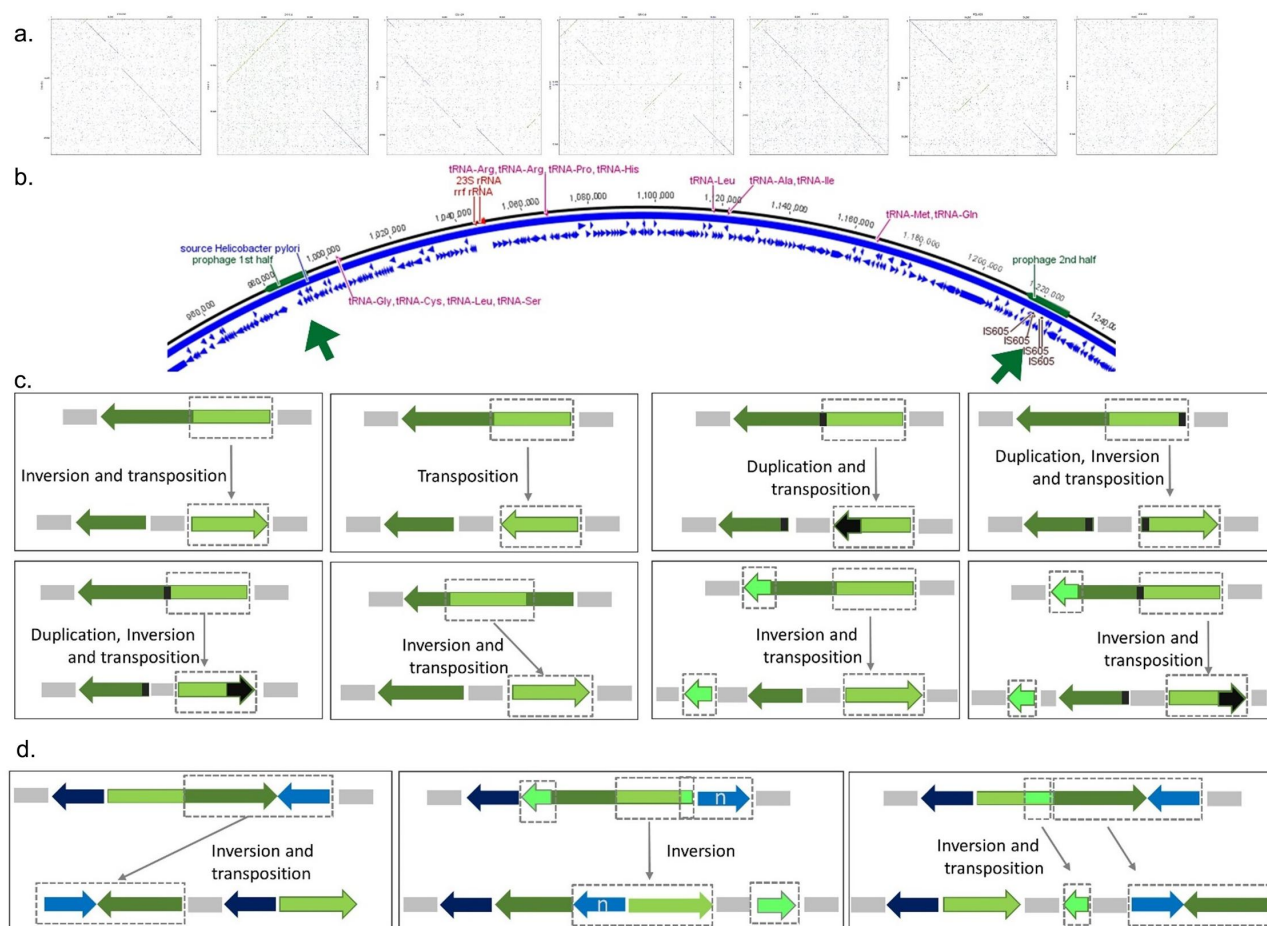 a.
b.
tRNA-Arg, tRNA-Arg, tRNA-Pro, tRNA-His
23S rRNA
rrf rRNA
tRNA-Leu
tRNA-Ala, tRNA-Ile
tRNA-Met, tRNA-Gln
source Helicobacter pylori
prophage 1st half
prophage 2nd half
980,000
1,000,000
1,020,000
1,040,000
1,060,000
1,080,000
1,100,000
1,120,000
1,140,000
1,160,000
1,180,000
1,200,000
1,220,000
tRNA-Gly, tRNA-Cys, tRNA-Leu, tRNA-Ser
IS605
IS605
IS605
IS605
c.
Inversion and transposition
Transposition
Duplication and
transposition
Duplication, Inversion
and transposition
Duplication, Inversion
and transposition
Inversion and
transposition
Inversion and
transposition
Inversion and
transposition
d.
n
Inversion and
transposition
Inversion
Inversion and
transposition
n